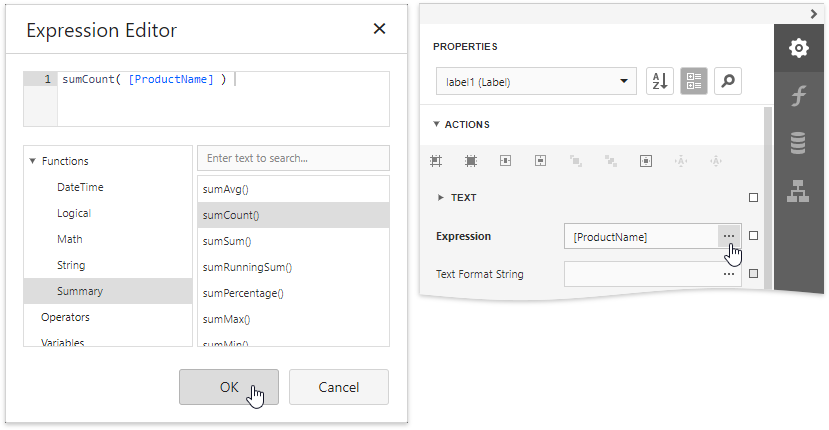 Expression Editor
1 sumCount( [ProductName] )
Functions
DateTime
Logical
Math
String
Summary
Operators
Variables
Enter text to search...
sumAvg()
sumCount()
sumSum()
sumRunningSum()
sumPercentage()
sumMax()
sumMin()
OK
Cancel
PROPERTIES
label1 (Label)
ACTIONS
TEXT
Expression
[ProductName]
Text Format String